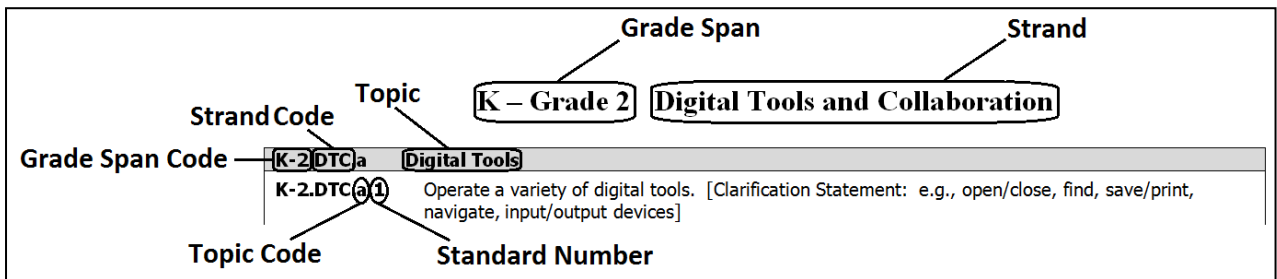 Grade Span Strand
K – Grade 2 Digital Tools and Collaboration
Topic
Strand Code
Grade Span Code K-2.DTC.a Digital Tools
K-2.DTC.a.1 Operate a variety of digital tools. [Clarification Statement: e.g., open/close, find, save/print,
navigate, input/output devices]
Topic Code Standard Number